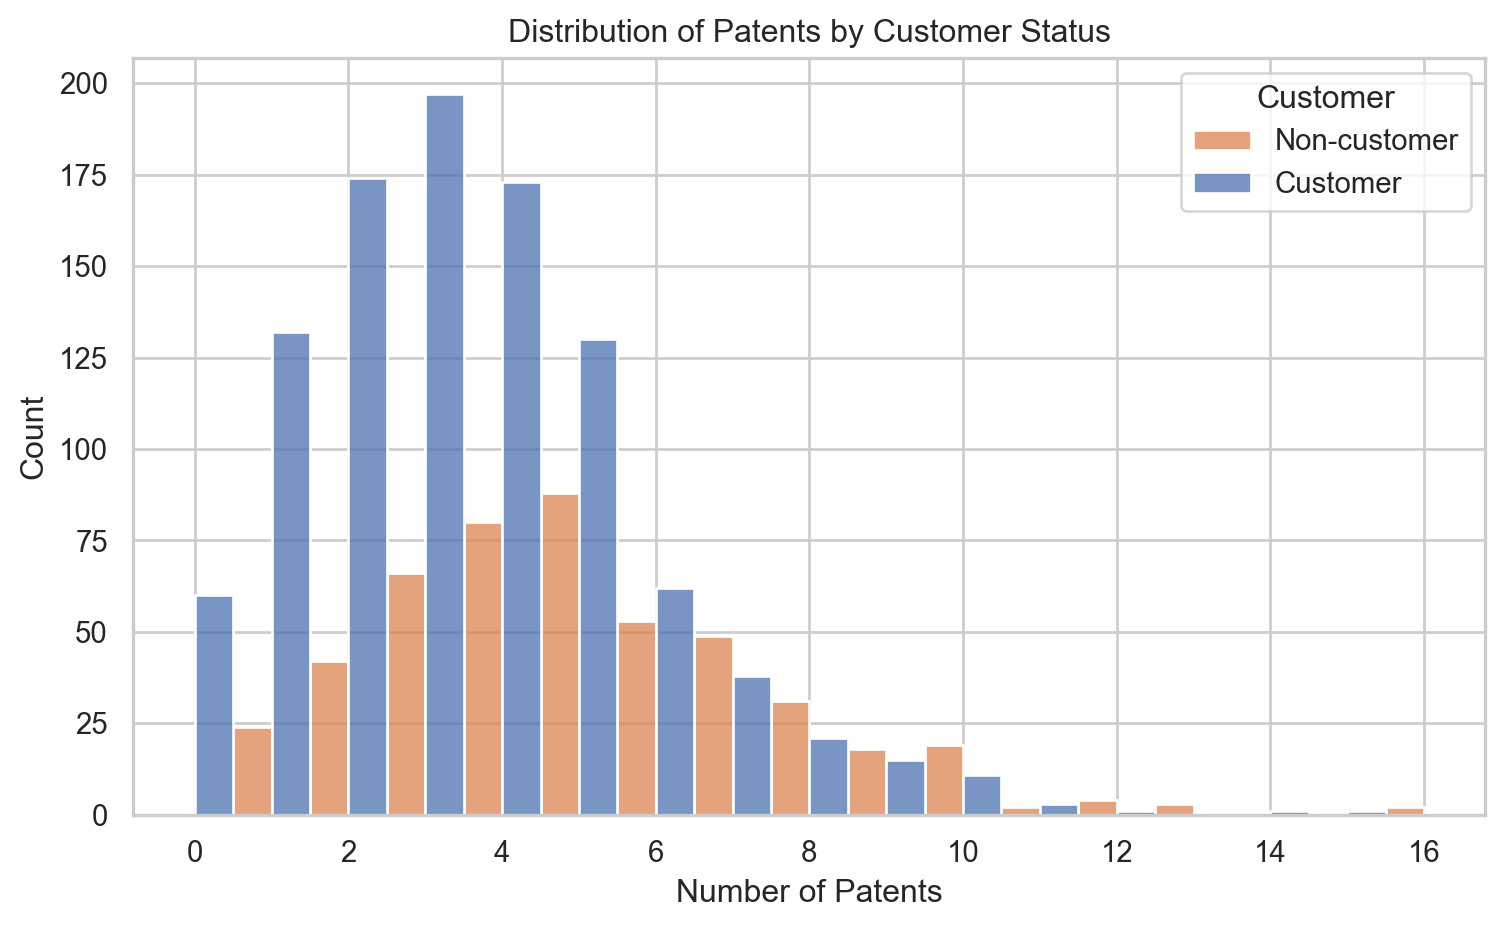 Distribution of Patents by Customer Status
Customer
Non-customer
Customer
200
175
150
125
100
75
50
25
0
Count
0 2 4 6 8 10 12 14 16
Number of Patents